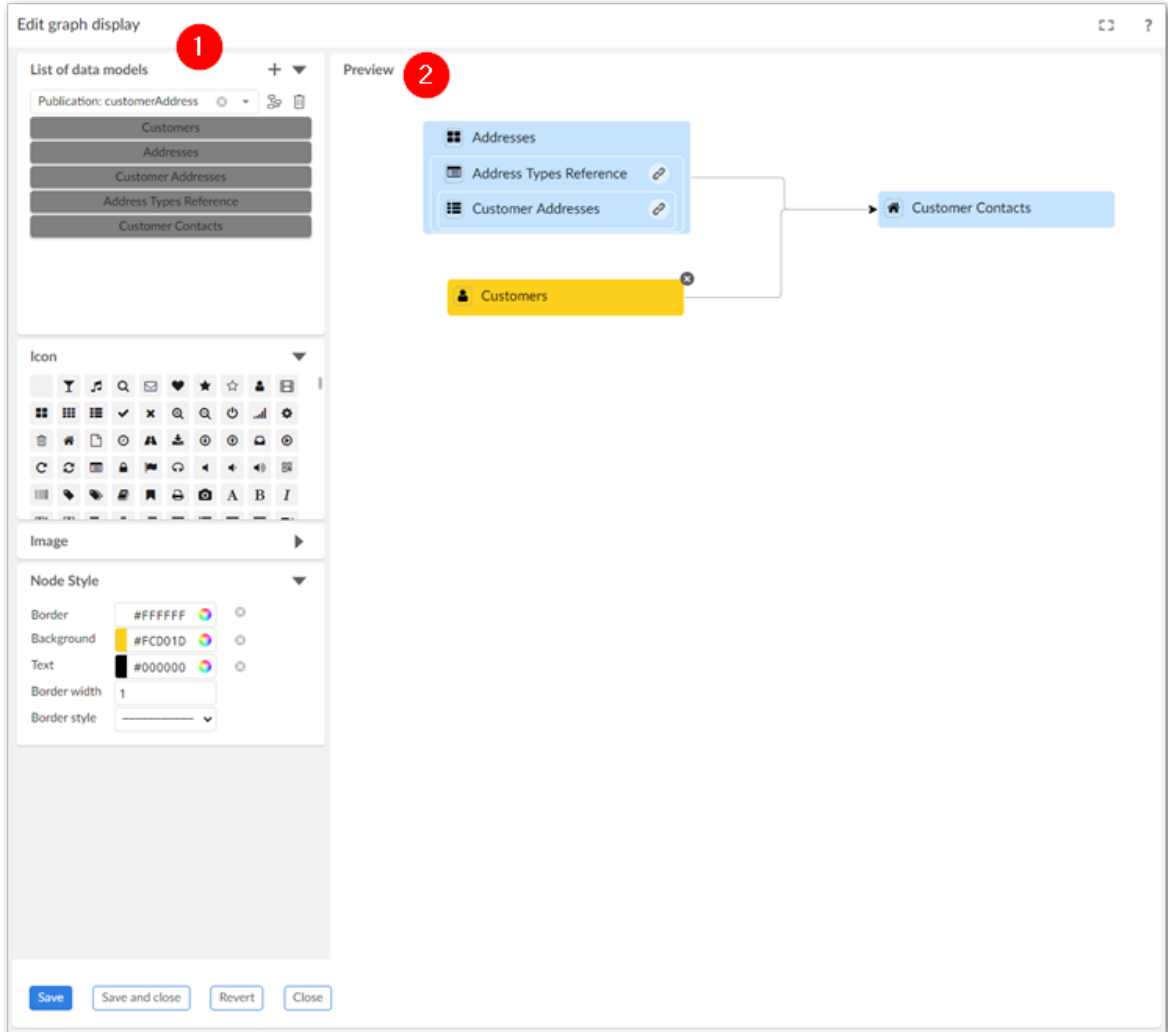 Edit graph display
?
1
List of data models
+
Publication: customerAddress
Customers
Addresses
Customer Addresses
Address Types Reference
Customer Contacts
Icon
A B I
Image
Node Style
Border #FFFFFF
Background #FCD01D
Text #000000
Border width 1
Border style
Preview
2
Addresses
Address Types Reference
Customer Addresses
Customers
Customer Contacts
Save
Save and close
Revert
Close